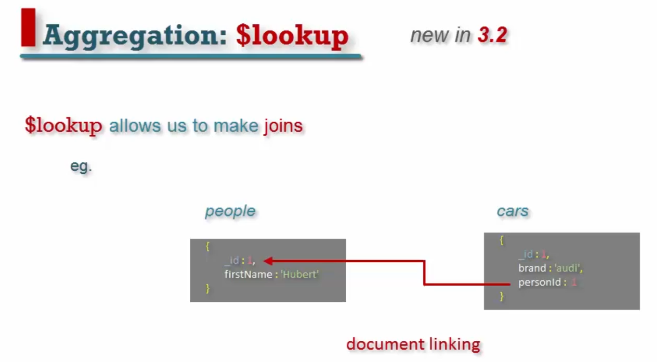 Aggregation: $lookup new in 3.2
$lookup allows us to make joins
eg.
people cars
{
_id : 1,
firstName : 'Hubert'
}
{
_id : 1,
brand : 'audi',
personId : 1
}
document linking